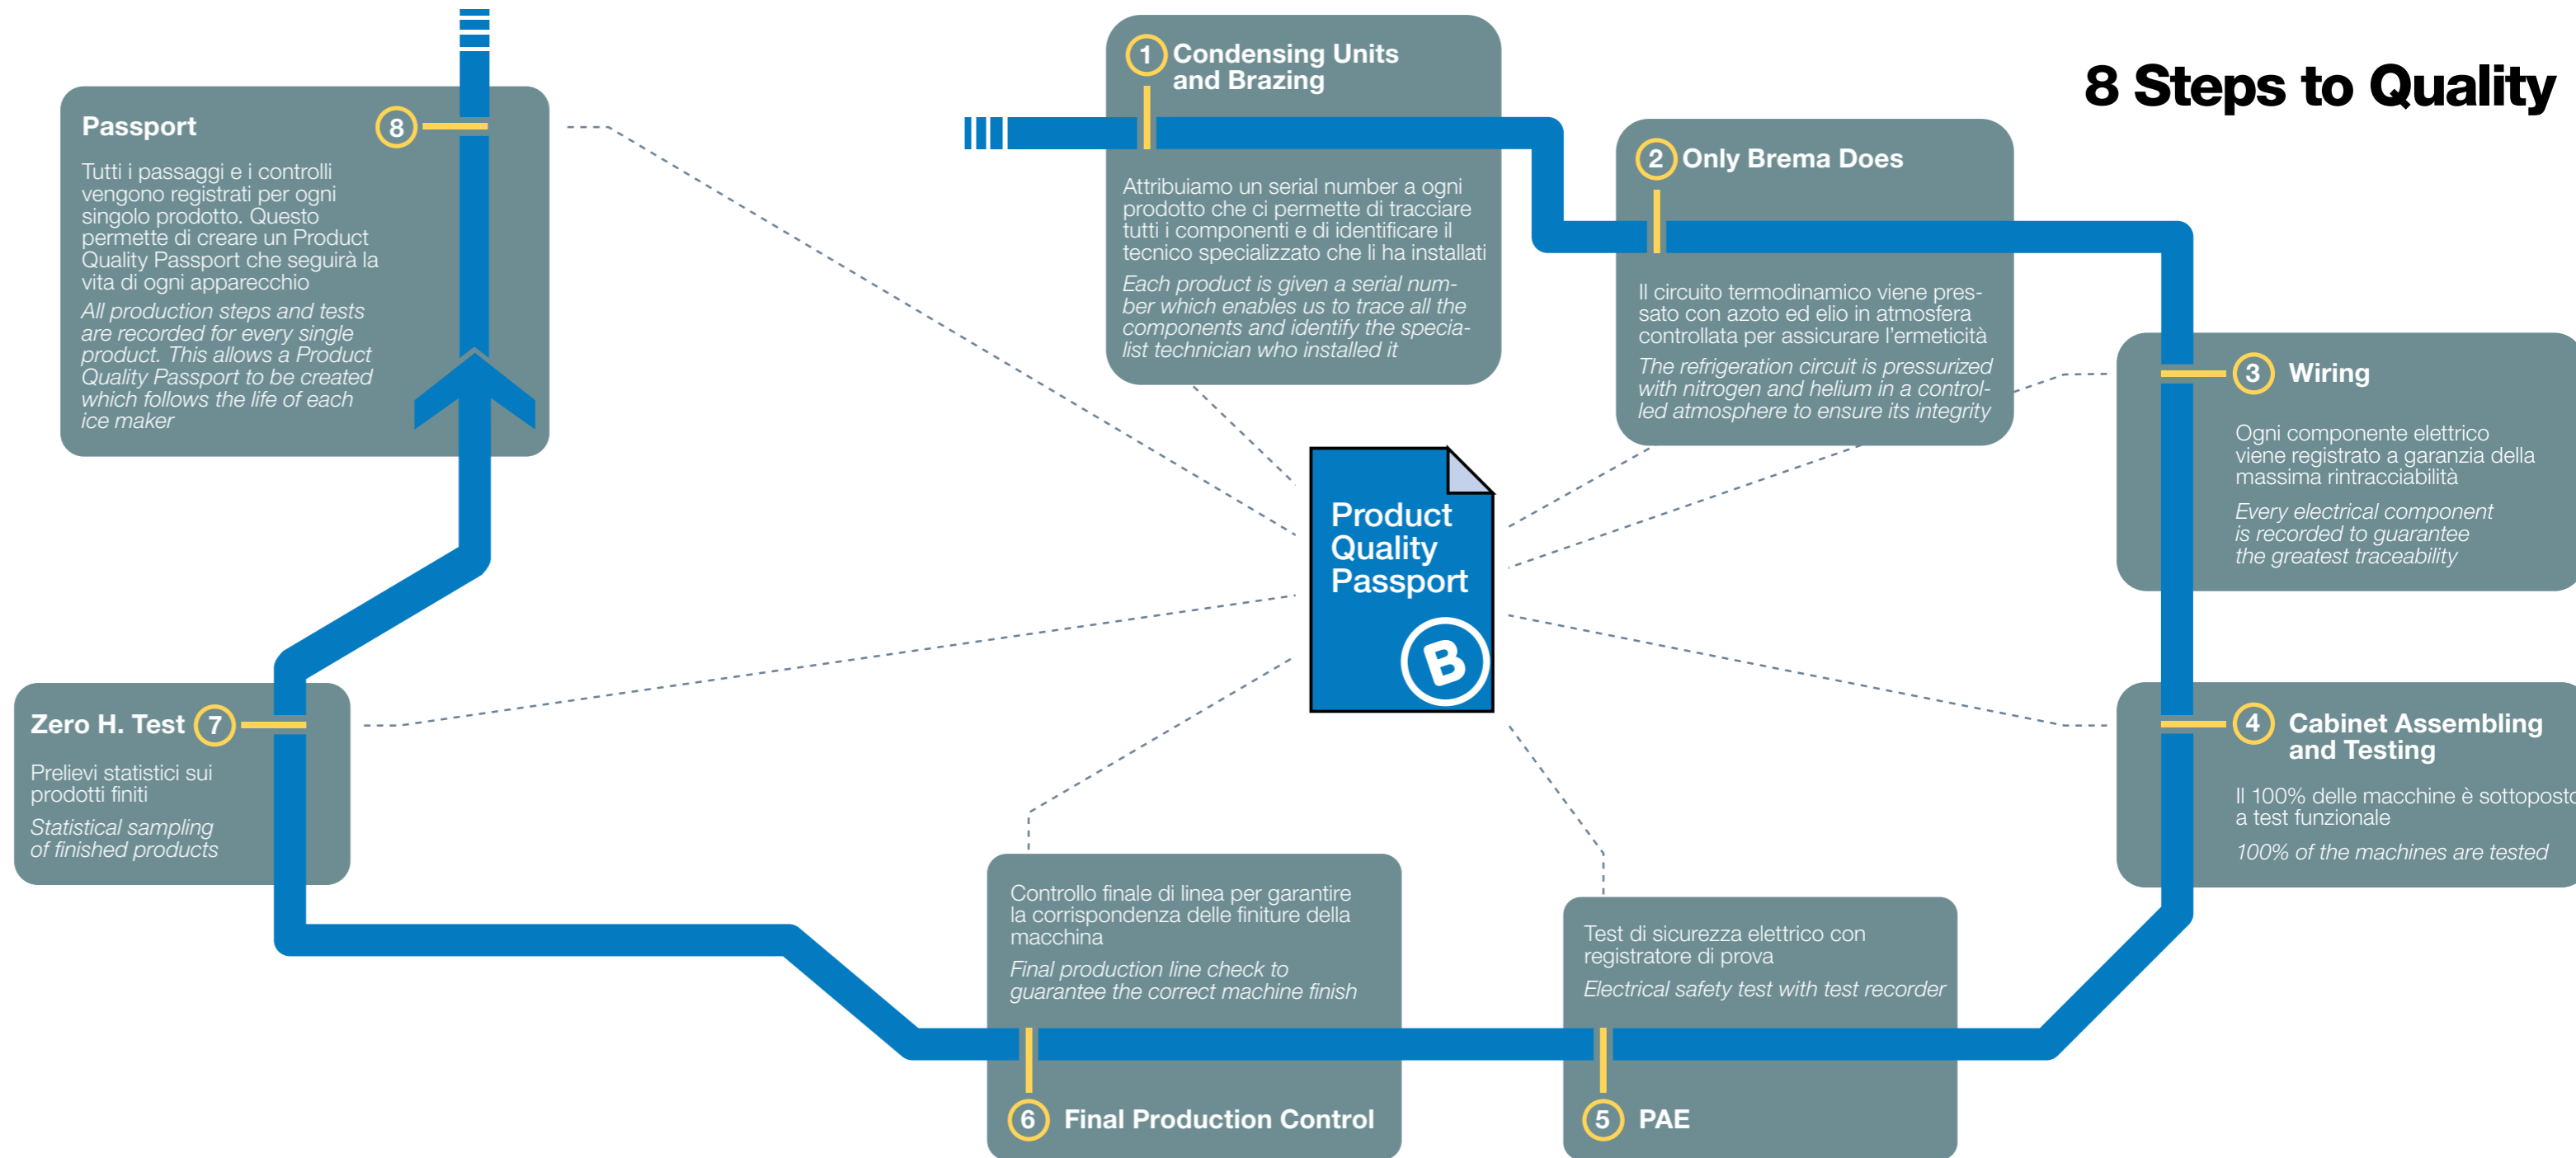 8 Steps to Quality
1 Condensing Units
and Brazing
Attribuiamo un serial number a ogni
prodotto che ci permette di tracciare
tutti i componenti e di identificare il
tecnico specializzato che li ha installati
Each product is given a serial num-
ber which enables us to trace all the
components and identify the specia-
list technician who installed it
2 Only Brema Does
Il circuito termodinamico viene pres-
sato con azoto ed elio in atmosfera
controllata per assicurare l'ermeticità
The refrigeration circuit is pressurized
with nitrogen and helium in a control-
led atmosphere to ensure its integrity
3 Wiring
Ogni componente elettrico
viene registrato a garanzia della
massima rintracciabilità
Every electrical component
is recorded to guarantee
the greatest traceability
4 Cabinet Assembling
and Testing
Il 100% delle macchine è sottoposto
a test funzionale
100% of the machines are tested
Test di sicurezza elettrico con
registratore di prova
Electrical safety test with test recorder
5 PAE
Controllo finale di linea per garantire
la corrispondenza delle finiture della
macchina
Final production line check to
guarantee the correct machine finish
6 Final Production Control
Zero H. Test 7
Prelievi statistici sui
prodotti finiti
Statistical sampling
of finished products
Passport 8
Tutti i passaggi e i controlli
vengono registrati per ogni
singolo prodotto. Questo
permette di creare un Product
Quality Passport che seguirà la
vita di ogni apparecchio
All production steps and tests
are recorded for every single
product. This allows a Product
Quality Passport to be created
which follows the life of each
ice maker
Product
Quality
Passport
B